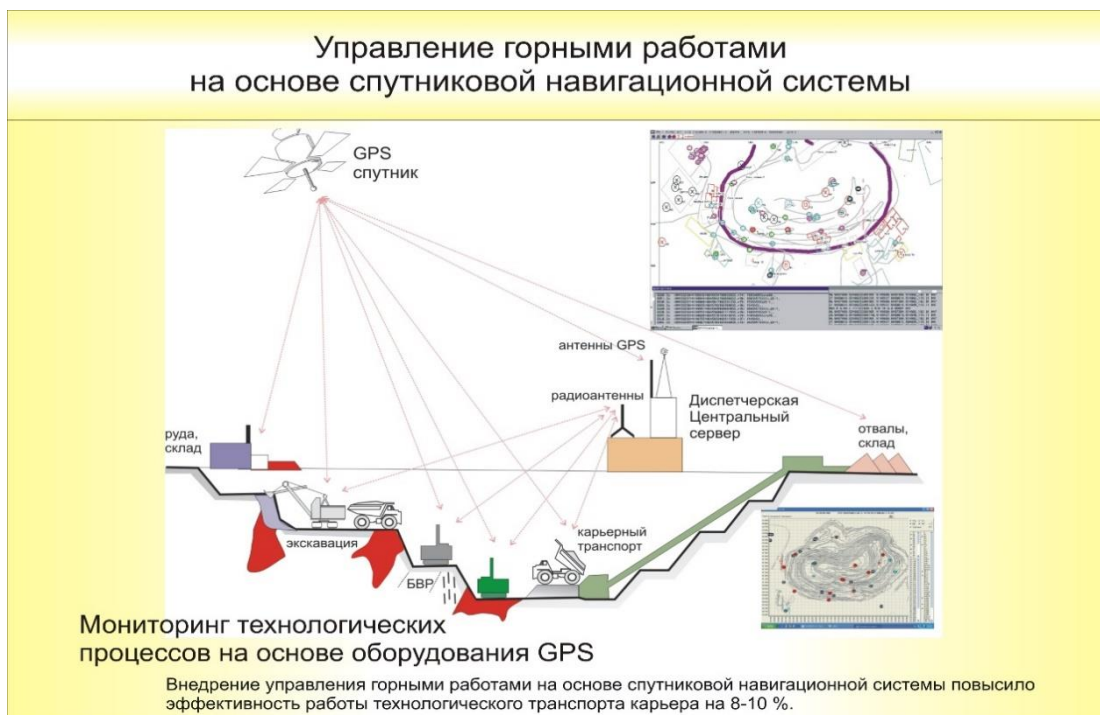 Управление горными работами
на основе спутниковой навигационной системы
GPS
спутник
антенны GPS
радиоантенны
Диспетчерская
Центральный
сервер
руда,
склад
отвалы,
склад
экскавация
карьерный
транспорт
БВР
Мониторинг технологических
процессов на основе оборудования GPS
Внедрение управления горными работами на основе спутниковой навигационной системы повысило
эффективность работы технологического транспорта карьера на 8-10 %.